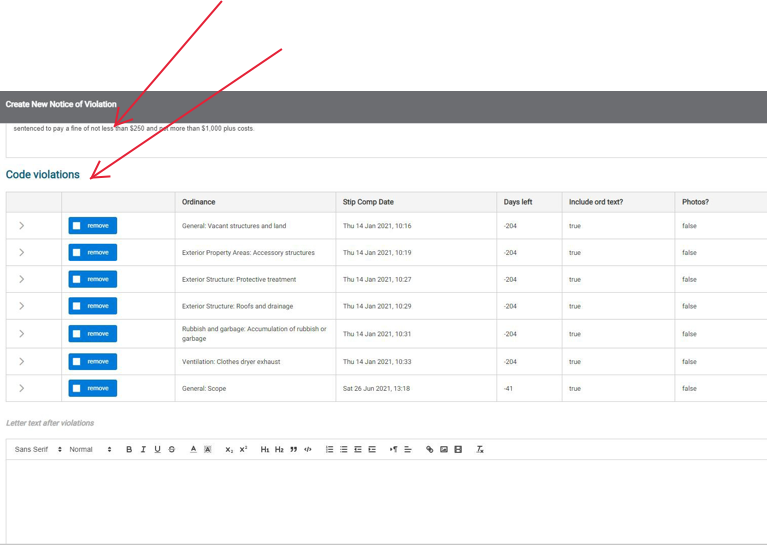 Create New Notice of Violation
sentenced to pay a fine of not less than $250 and not more than $1,000 plus costs.
Code violations
Ordinance Stip Comp Date Days left Include ord text? Photos?
remove General: Vacant structures and land Thu 14 Jan 2021, 10:16 -204 true false
remove Exterior Property Areas: Accessory structures Thu 14 Jan 2021, 10:19 -204 true false
remove Exterior Structure: Protective treatment Thu 14 Jan 2021, 10:27 -204 true false
remove Exterior Structure: Roofs and drainage Thu 14 Jan 2021, 10:29 -204 true false
remove Rubbish and garbage: Accumulation of rubbish or garbage Thu 14 Jan 2021, 10:31 -204 true false
remove Ventilation: Clothes dryer exhaust Thu 14 Jan 2021, 10:33 -204 true false
remove General: Scope Sat 26 Jun 2021, 13:18 -41 true false
Letter text after violations
Sans Serif Normal B I U S A A X₂ X² H1 H2